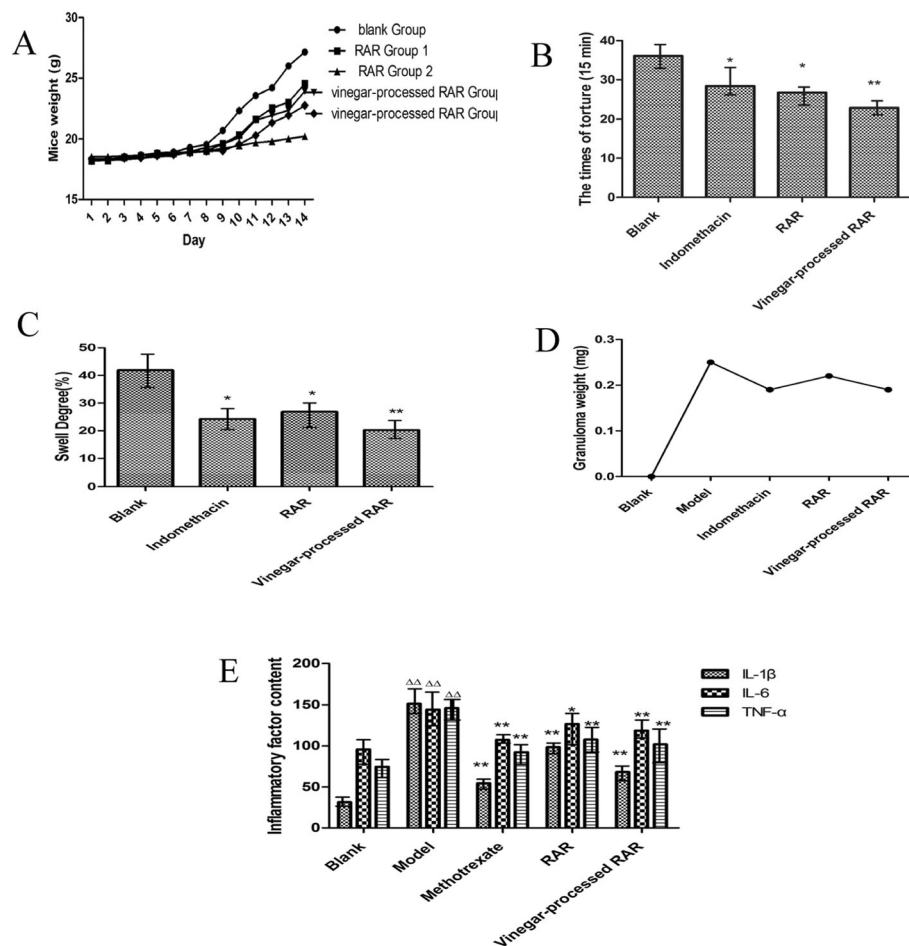 A
Mice weight (g)
30
25
20
15
1 2 3 4 5 6 7 8 9 10 11 12 13 14
Day
blank Group
RAR Group 1
RAR Group 2
vinegar-processed RAR Group
vinegar-processed RAR Group
B
The times of torture (15 min)
40
30
20
10
0
*
*
**
Blank
Indomethacin
RAR
Vinegar-processed RAR
C
Swell Degree(%)
50
40
30
20
10
0
*
*
**
Blank
Indomethacin
RAR
Vinegar-processed RAR
D
Granuloma weight (mg)
0.3
0.2
0.1
0.0
Blank
Model
Indomethacin
RAR
Vinegar-processed RAR
E
Inflammatory factor content
200
150
100
50
0
ΔΔ ΔΔ ΔΔ
** ** **
** * **
** ** **
IL-1β
IL-6
TNF-α
Blank
Model
Methotrexate
RAR
Vinegar-processed RAR